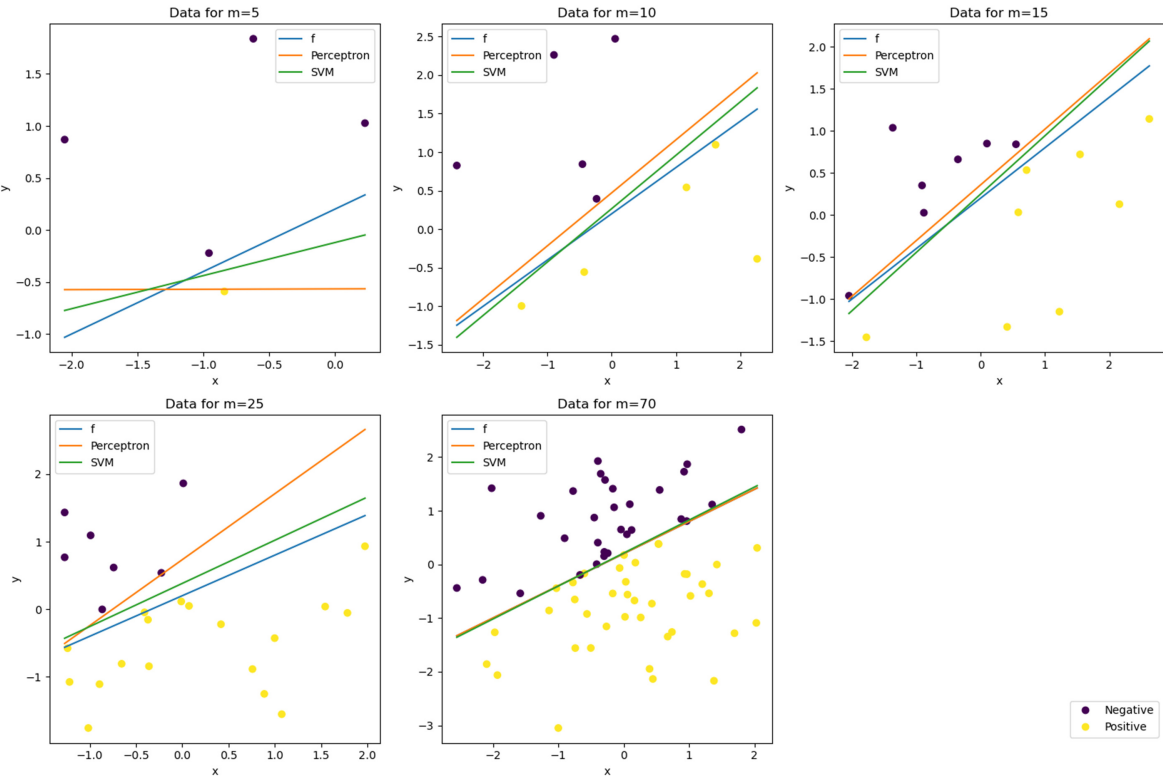 Data for m=5
f
Perceptron
SVM
y
1.5
1.0
0.5
0.0
−0.5
−1.0
−2.0 −1.5 −1.0 −0.5 0.0
x
Data for m=10
f
Perceptron
SVM
y
2.5
2.0
1.5
1.0
0.5
0.0
−0.5
−1.0
−1.5
−2 −1 0 1 2
x
Data for m=15
f
Perceptron
SVM
y
2.0
1.5
1.0
0.5
0.0
−0.5
−1.0
−1.5
−2 −1 0 1 2
x
Data for m=25
f
Perceptron
SVM
y
2
1
0
−1
−1.0 −0.5 0.0 0.5 1.0 1.5 2.0
x
Data for m=70
f
Perceptron
SVM
y
2
1
0
−1
−2
−3
−2 −1 0 1 2
x
Negative
Positive